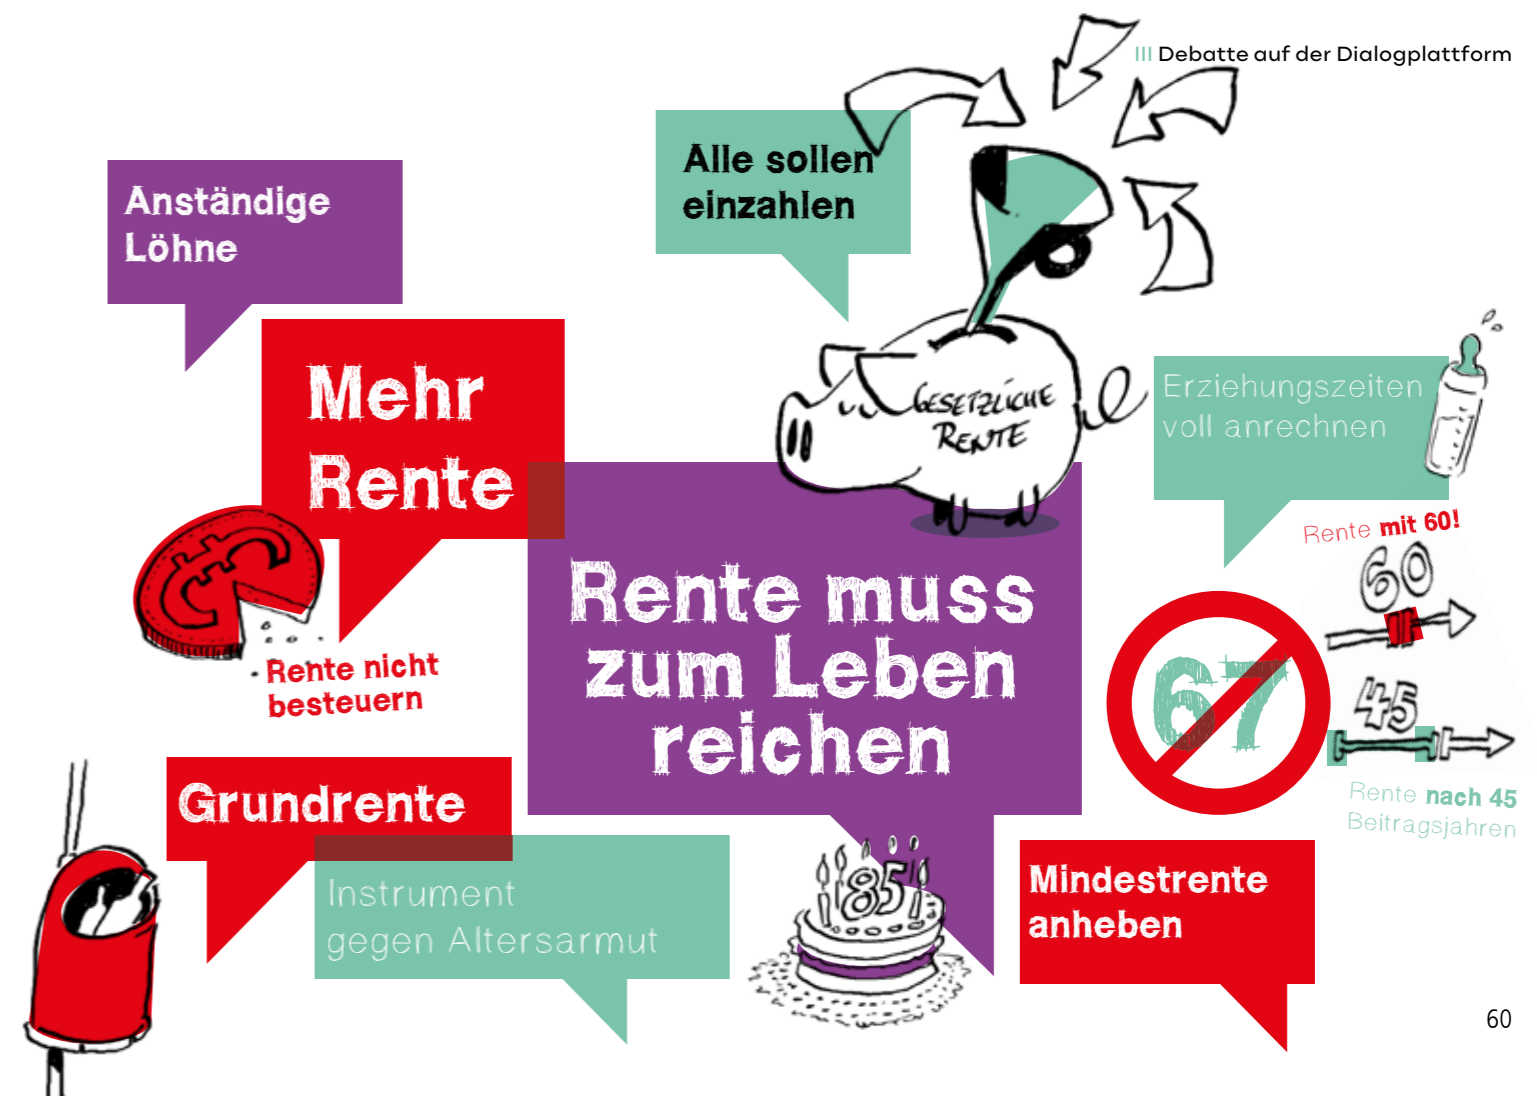 III Debatte auf der Dialogplattform
Alle sollen
einzahlen
Anständige
Löhne
Mehr
Rente
GESETZLICHE
RENTE
Erziehungszeiten
voll anrechnen
Rente mit 60!
60
Rente muss
zum Leben
reichen
67
45
Rente nicht
besteuern
Rente nach 45
Beitragsjahren
Grundrente
Instrument
gegen Altersarmut
85
Mindestrente
anheben
60